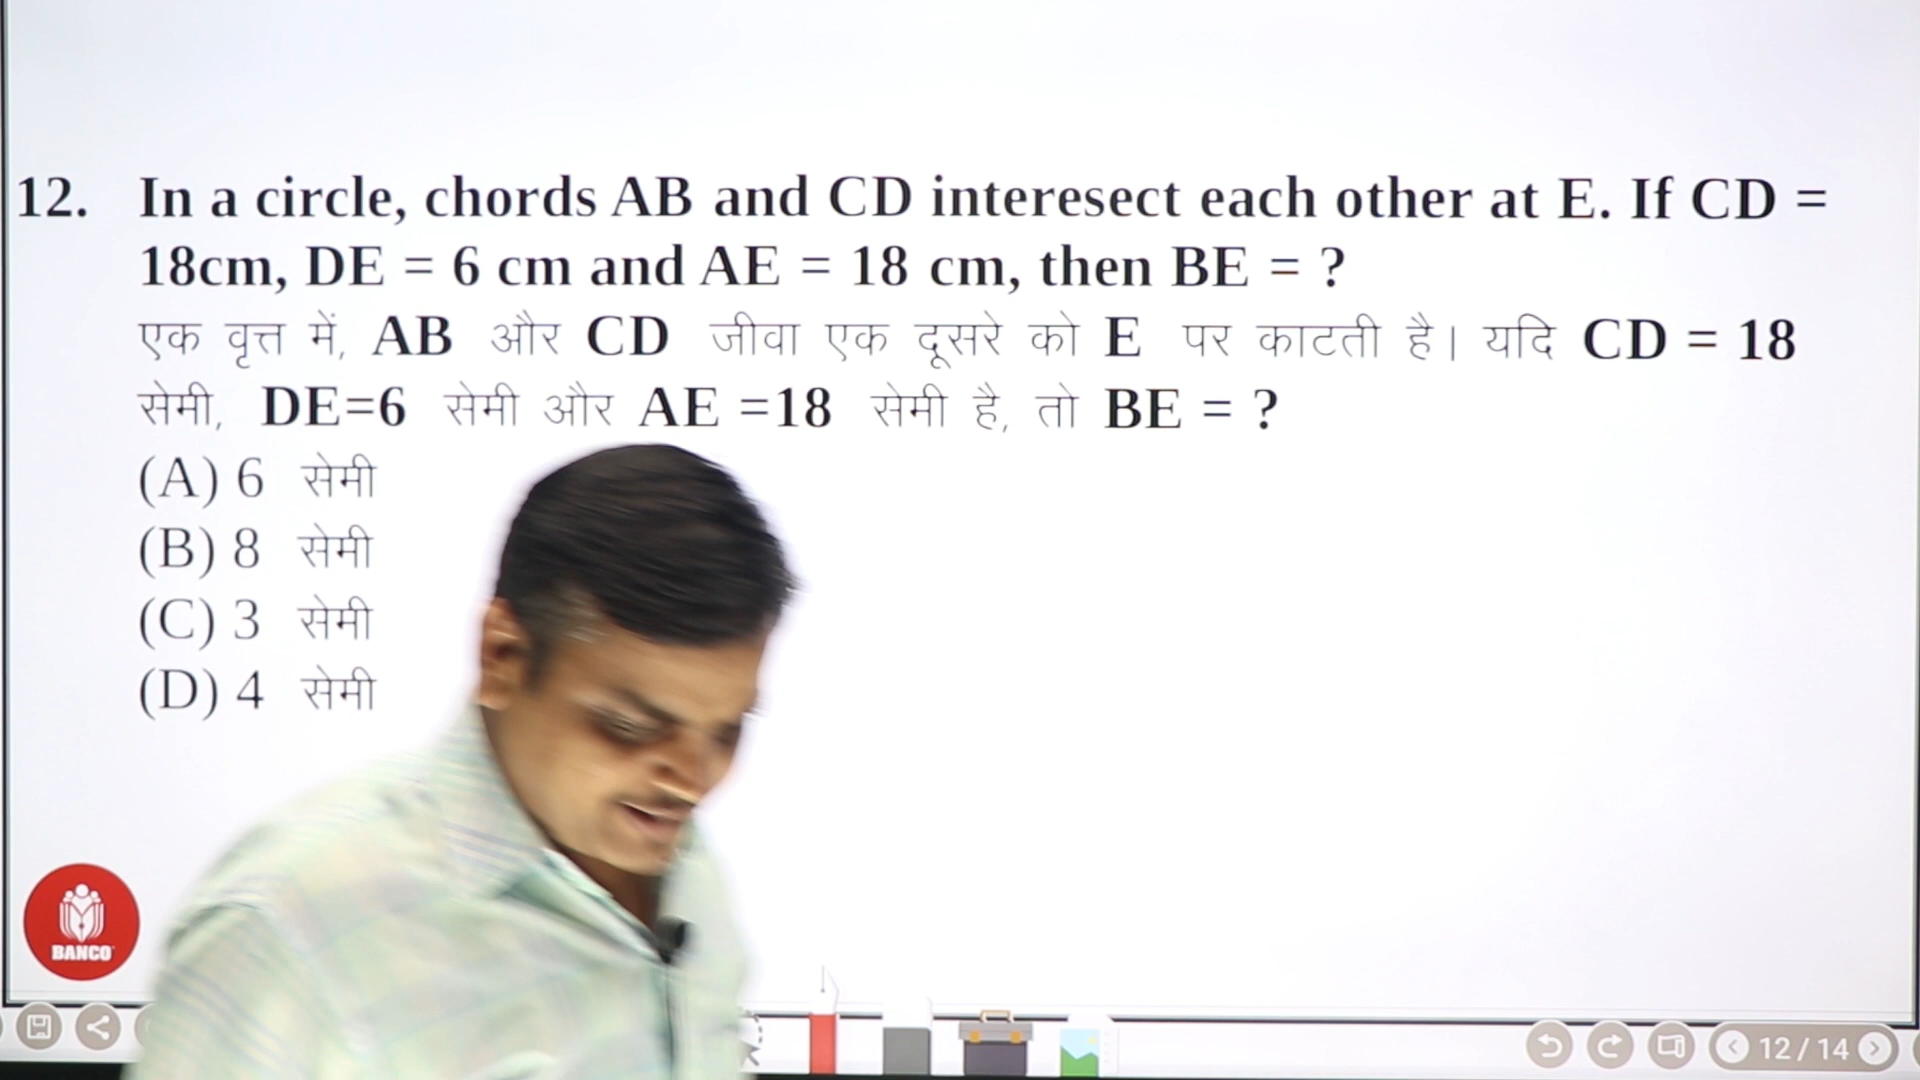 12. In a circle, chords AB and CD interesect each other at E. If CD =
18cm, DE = 6 cm and AE = 18 cm, then BE = ?
एक वृत्त में, AB और CD जीवा एक दूसरे को E पर काटती है। यदि CD = 18
सेमी, DE=6 सेमी और AE =18 सेमी है, तो BE = ?
(A) 6 सेमी
(B) 8 सेमी
(C) 3 सेमी
(D) 4 सेमी
BANCO
12 / 14